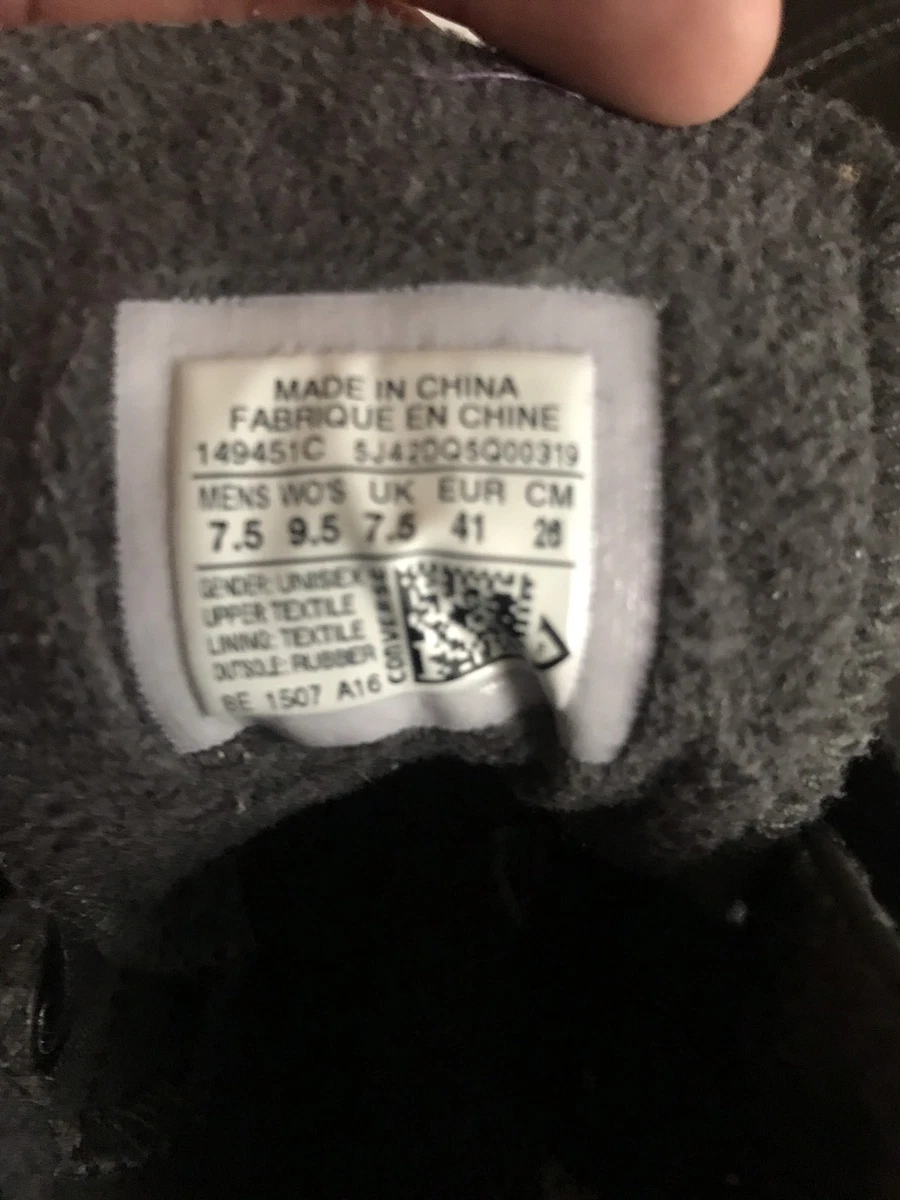 MADE IN CHINA
FABRIQUE EN CHINE
149451C 5J42DQ5Q00319
MENS WO'S UK EUR CM
7.5 9.5 7.5 41 26
GENDER: UNISEX
UPPER TEXTILE
LINING: TEXTILE
OUTSOLE: RUBBER
BE 1507 A16
CONVERSE